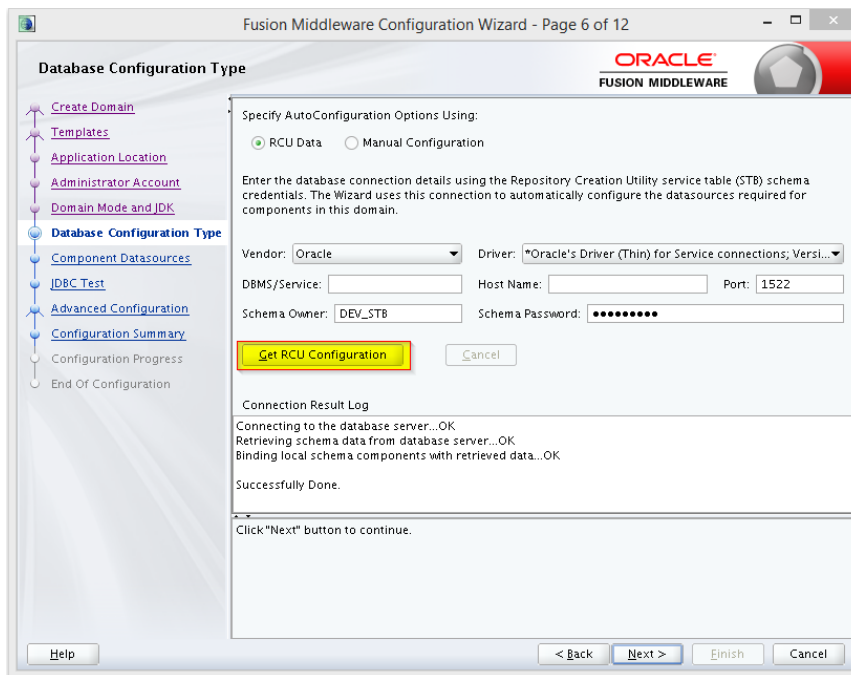 Fusion Middleware Configuration Wizard - Page 6 of 12
Database Configuration Type
ORACLE
FUSION MIDDLEWARE
Create Domain
Templates
Application Location
Administrator Account
Domain Mode and JDK
Database Configuration Type
Component Datasources
JDBC Test
Advanced Configuration
Configuration Summary
Configuration Progress
End Of Configuration
Specify AutoConfiguration Options Using:
RCU Data Manual Configuration
Enter the database connection details using the Repository Creation Utility service table (STB) schema
credentials. The Wizard uses this connection to automatically configure the datasources required for
components in this domain.
Vendor: Oracle Driver: *Oracle's Driver (Thin) for Service connections; Versi...
DBMS/Service: Host Name: Port: 1522
Schema Owner: DEV_STB Schema Password: •••••••••
Get RCU Configuration Cancel
Connection Result Log
Connecting to the database server...OK
Retrieving schema data from database server...OK
Binding local schema components with retrieved data...OK
Successfully Done.
Click "Next" button to continue.
Help < Back Next > Finish Cancel